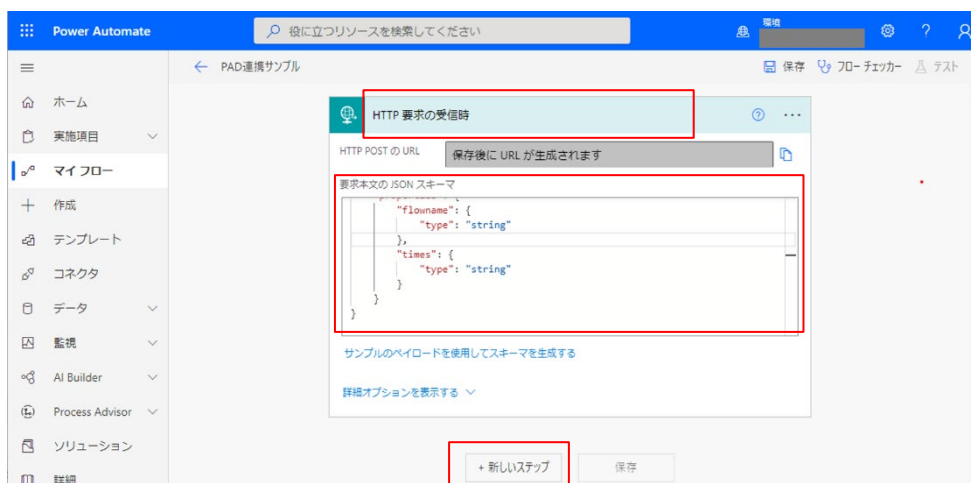 Power Automate
役に立つリソースを検索してください
環境
PAD連携サンプル
保存
フロー チェッカー
テスト
ホーム
実施項目
マイ フロー
作成
テンプレート
コネクタ
データ
監視
AI Builder
Process Advisor
ソリューション
詳細
HTTP 要求の受信時
HTTP POST の URL
保存後に URL が生成されます
要求本文の JSON スキーマ
"properties": {
"flowname": {
"type": "string"
},
"times": {
"type": "string"
}
}
}
サンプルのペイロードを使用してスキーマを生成する
詳細オプションを表示する
+ 新しいステップ
保存